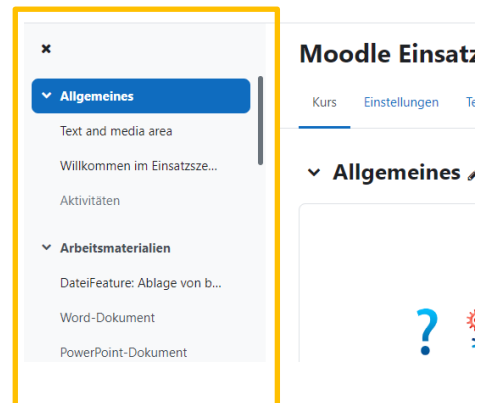 Allgemeines
Text and media area
Willkommen im Einsatzsze...
Aktivitäten
Arbeitsmaterialien
DateiFeature: Ablage von b...
Word-Dokument
PowerPoint-Dokument
Moodle Einsatz
Kurs Einstellungen Te
Allgemeines
?